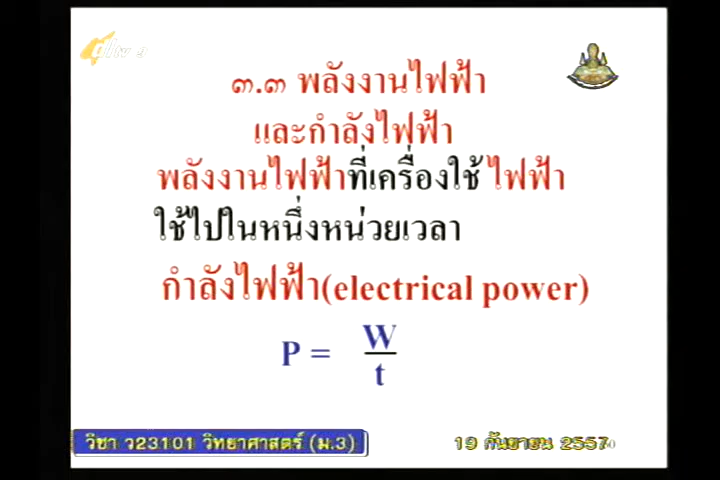 ๓.๓ พลังงานไฟฟ้า
และกำลังไฟฟ้า
พลังงานไฟฟ้าที่เครื่องใช้ ไฟฟ้า
ใช้ไปในหนึ่งหน่วยเวลา
กำลังไฟฟ้า(electrical power)
P = W
t
วิชา ว23101 วิทยาศาสตร์ (ม.3)
19 กันยายน 2557